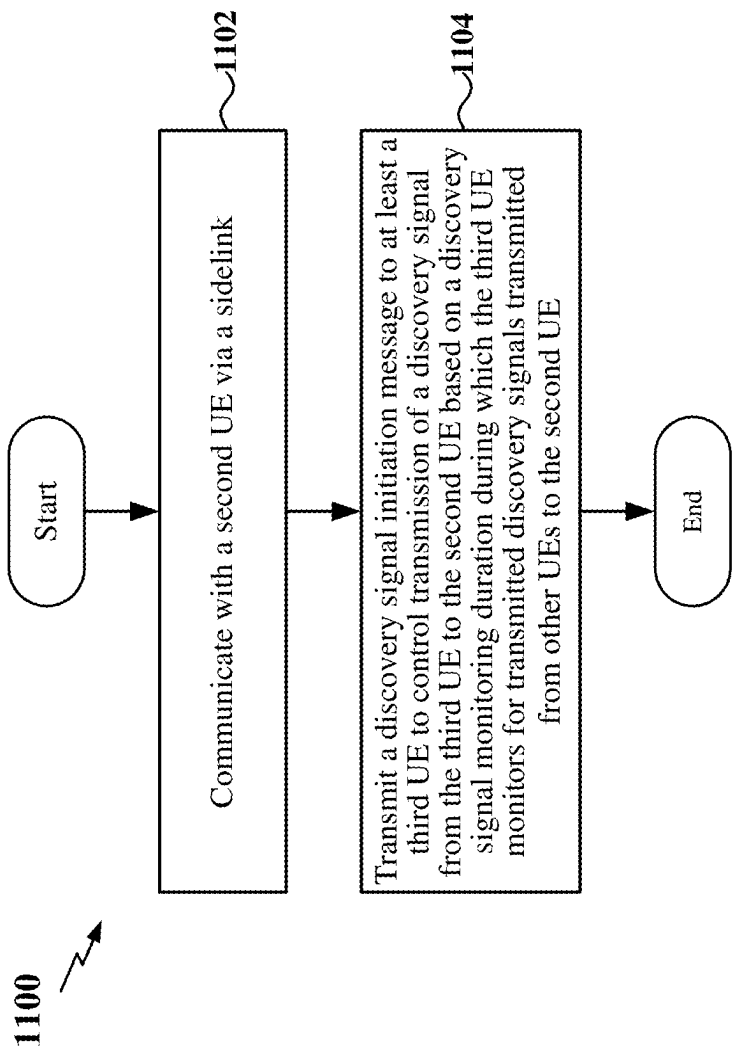 1100
Start
Communicate with a second UE via a sidelink
1102
Transmit a discovery signal initiation message to at least a
third UE to control transmission of a discovery signal
from the third UE to the second UE based on a discovery
signal monitoring duration during which the third UE
monitors for transmitted discovery signals transmitted
from other UEs to the second UE
1104
End